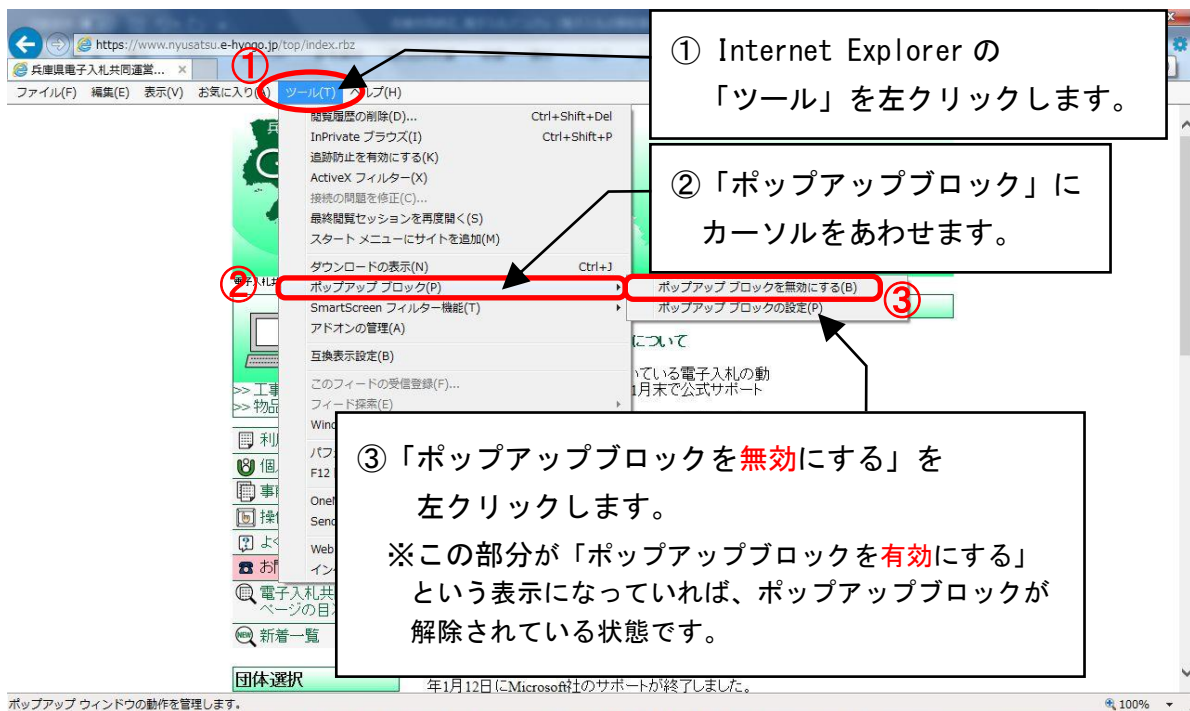 https://www.nyusatsu.e-hyogo.jp/top/index.rbz
兵庫県電子入札共同運営...
ファイル(F) 編集(E) 表示(V) お気に入り(A) ツール(T) ヘルプ(H)
①
① Internet Explorer の
「ツール」を左クリックします。
閲覧履歴の削除(D)... Ctrl+Shift+Del
InPrivate ブラウズ(I) Ctrl+Shift+P
追跡防止を有効にする(K)
ActiveX フィルター(X)
接続の問題を修正(C)...
最終閲覧セッションを再度開く(S)
スタート メニューにサイトを追加(M)
ダウンロードの表示(N) Ctrl+J
ポップアップ ブロック(P)
SmartScreen フィルター機能(T)
アドオンの管理(A)
互換表示設定(B)
このフィードの受信登録(F)...
フィード探索(E)
②「ポップアップブロック」に
カーソルをあわせます。
②
ポップアップ ブロックを無効にする(B)
ポップアップ ブロックの設定(P)
③
について
いている電子入札の動
1月末で公式サポート
>> 工事
>> 物品
F12
Web
③「ポップアップブロックを無効にする」を
左クリックします。
※この部分が「ポップアップブロックを有効にする」
という表示になっていれば、ポップアップブロックが
解除されている状態です。
電子入札共
ページの目
NEW 新着一覧
団体選択
年1月12日にMicrosoft社のサポートが終了しました。
ポップアップ ウィンドウの動作を管理します。
100%